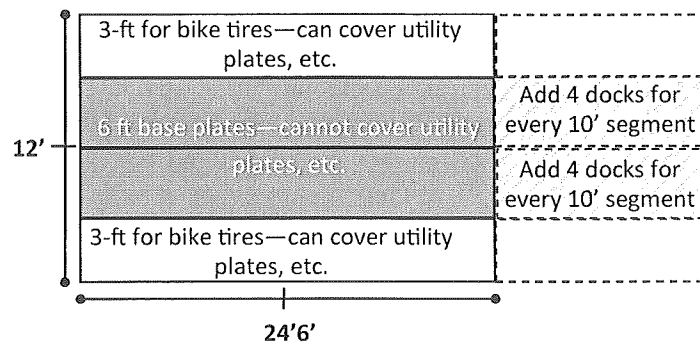 3-ft for bike tires—can cover utility
plates, etc.
6 ft base plates—cannot cover utility
plates, etc.
Add 4 docks for
every 10' segment
12'
Add 4 docks for
every 10' segment
3-ft for bike tires—can cover utility
plates, etc.
24'6'